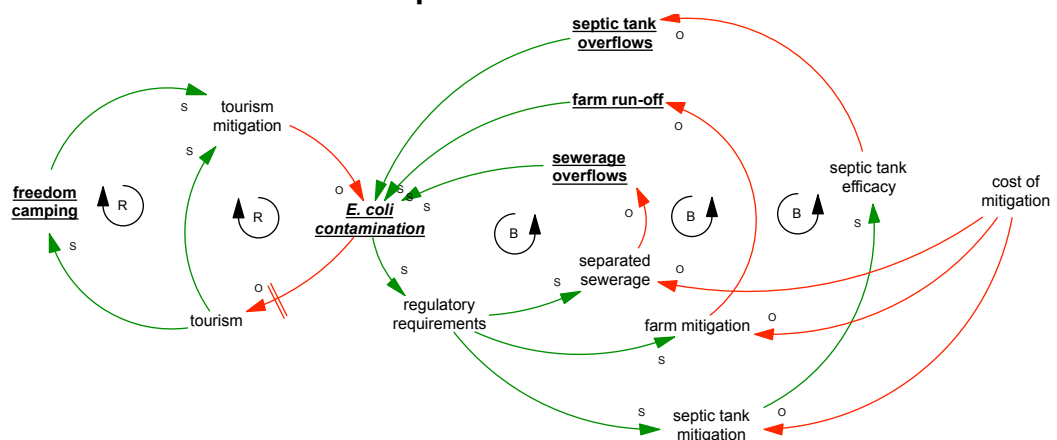 septic tank
overflows
O
S
tourism
mitigation
farm run-off
O
S
sewerage
overflows
septic tank
efficacy
cost of
mitigation
freedom
camping
R
R
O
S
S
S
E. coli
contamination
B
O
B
B
S
S
S
separated
sewerage
O
O
tourism
regulatory
requirements
S
farm mitigation
O
S
S
septic tank
mitigation
O